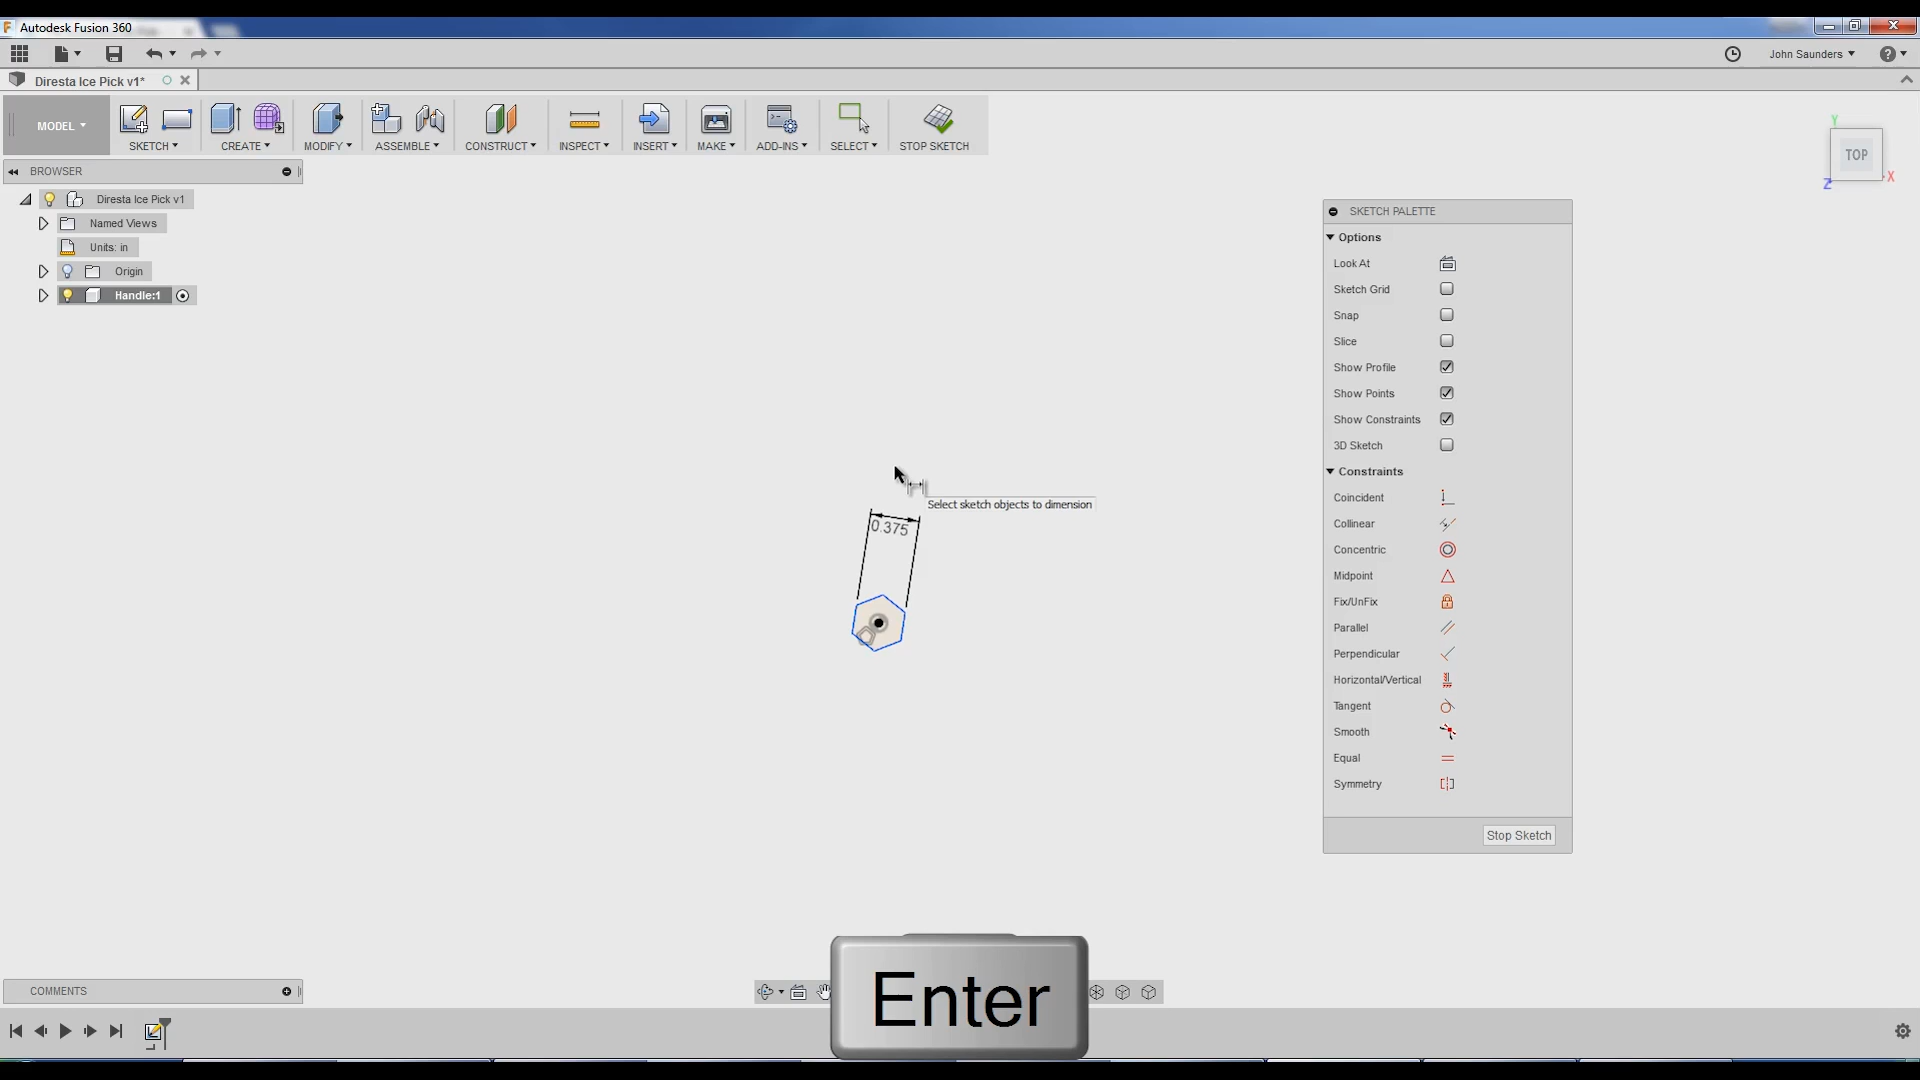 Autodesk Fusion 360
John Saunders
Diresta Ice Pick v1*
MODEL
SKETCH
CREATE
MODIFY
ASSEMBLE
CONSTRUCT
INSPECT
INSERT
MAKE
ADD-INS
SELECT
STOP SKETCH
Y
TOP
X
Z
BROWSER
Diresta Ice Pick v1
Named Views
Units: in
Origin
Handle:1
SKETCH PALETTE
Options
Look At
Sketch Grid
Snap
Slice
Show Profile
Show Points
Show Constraints
3D Sketch
Constraints
Coincident
Collinear
Concentric
Midpoint
Fix/UnFix
Parallel
Perpendicular
Horizontal/Vertical
Tangent
Smooth
Equal
Symmetry
Stop Sketch
Select sketch objects to dimension
0.375
COMMENTS
Enter